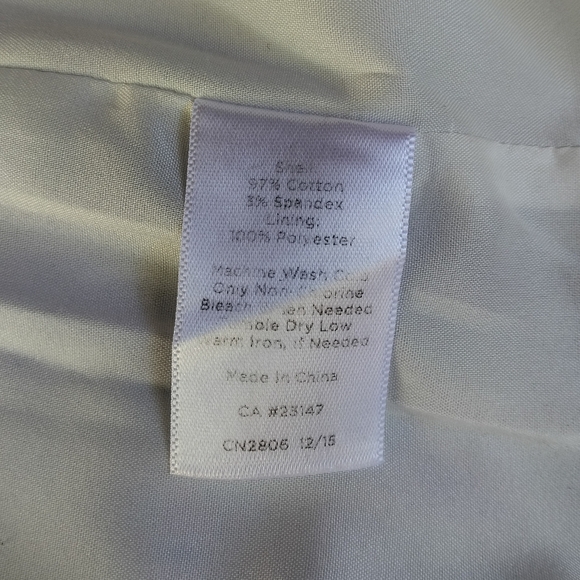 Shell:
97% Cotton
3% Spandex
Lining:
100% Polyester
Machine Wash Cold
Only Non-Chlorine
Bleach When Needed
Tumble Dry Low
Warm Iron, if Needed
Made in China
CA #23147
CN2806 12/15